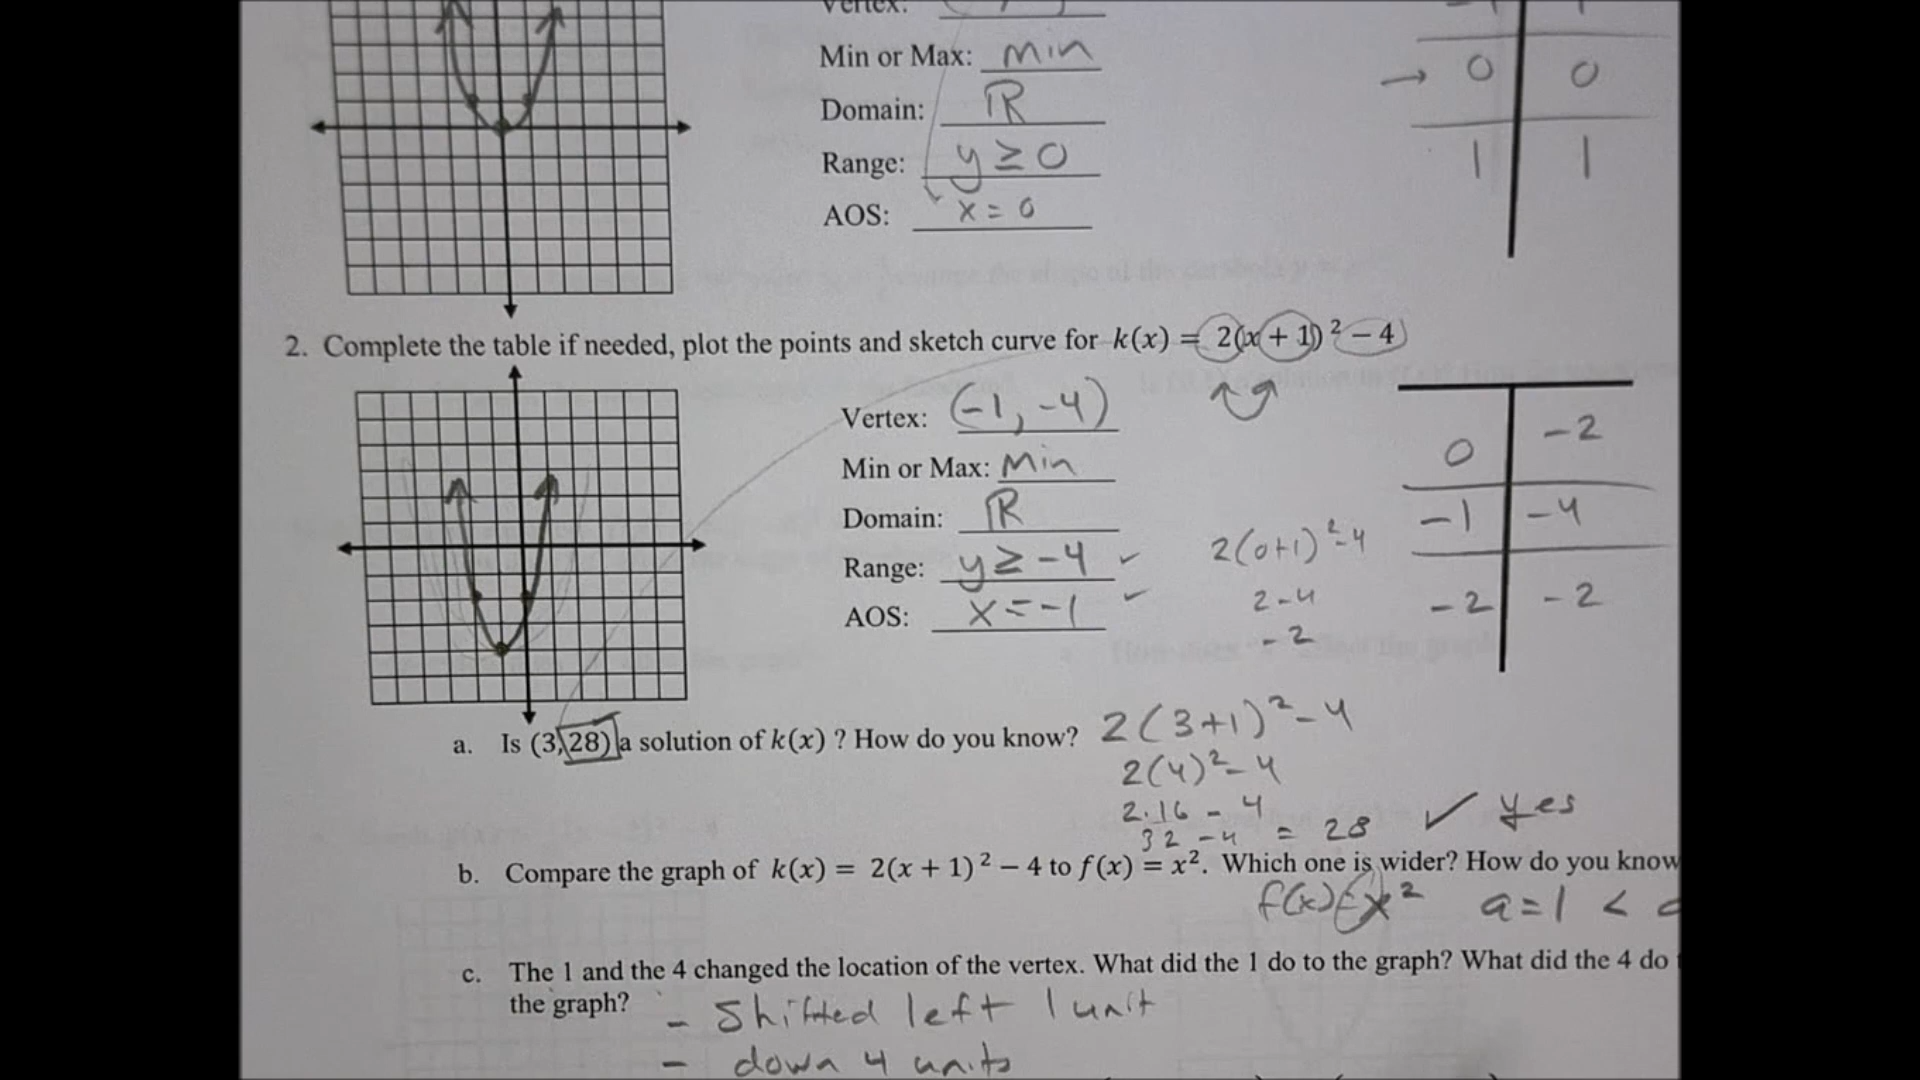 Vertex:
Min or Max: Min
Domain: ℝ
Range: y ≥ 0
AOS: x = 0
0 0
1 1
2. Complete the table if needed, plot the points and sketch curve for k(x) = 2(x + 1)² – 4
Vertex: (-1, -4)
Min or Max: Min
Domain: ℝ
Range: y ≥ -4
AOS: x = -1
2(0+1)²-4
2-4
-2
0 -2
-1 -4
-2 -2
a. Is (3,28) a solution of k(x) ? How do you know? 2(3+1)²-4
2(4)²-4
2·16 - 4
32 - 4 = 28 ✓ yes
b. Compare the graph of k(x) = 2(x + 1)² – 4 to f(x) = x². Which one is wider? How do you know
f(x)=x² a=1 <
c. The 1 and the 4 changed the location of the vertex. What did the 1 do to the graph? What did the 4 do
the graph? - Shifted left 1 unit
- down 4 units